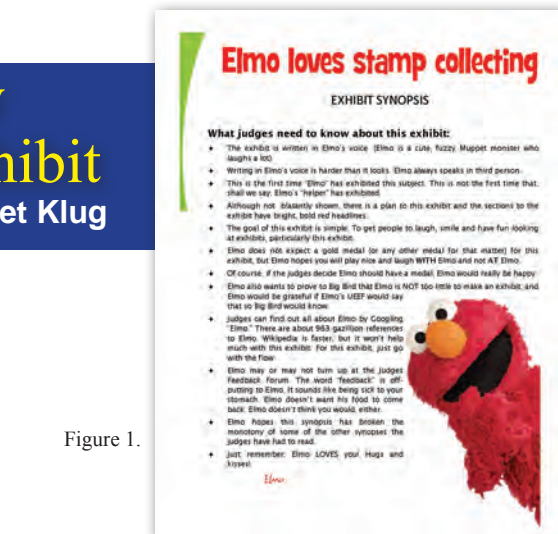 Y
hibit
et Klug
Figure 1.
Elmo loves stamp collecting
EXHIBIT SYNOPSIS
What judges need to know about this exhibit:
The exhibit is written in Elmo's voice (Elmo is a cute, fuzzy Muppet monster who
laughs a lot)
Writing in Elmo's voice is harder than it looks. Elmo always speaks in third person.
This is the first time "Elmo" has exhibited this subject. This is not the first time that,
shall we say, Elmo's "helper" has exhibited.
Although not blatantly shown, there is a plan to this exhibit and the sections to the
exhibit have bright, bold red headlines.
The goal of this exhibit is simple: To get people to laugh, smile and have fun looking
at exhibits, particularly this exhibit.
Elmo does not expect a gold medal (or any other medal for that matter) for this
exhibit, but Elmo hopes you will play nice and laugh WITH Elmo and not AT Elmo.
Of course, if the judges decide Elmo should have a medal, Elmo would really be happy.
Elmo also wants to prove to Big Bird that Elmo is NOT too little to make an exhibit, and
Elmo would be grateful if Elmo's UEEF would say
that so Big Bird would know.
Judges can find out all about Elmo by Googling
"Elmo." There are about 963 gazillion references
to Elmo. Wikipedia is faster, but it won't help
much with this exhibit. For this exhibit, just go
with the flow.
Elmo may or may not turn up at the Judges
Feedback Forum. The word "feedback" is off-
putting to Elmo. It sounds like being sick to your
stomach. Elmo doesn't want his food to come
back. Elmo doesn't think you would, either.
Elmo hopes this synopsis has broken the
monotony of some of the other synopses the
judges have had to read.
Just remember: Elmo LOVES you! Hugs and
kisses!
Elmo